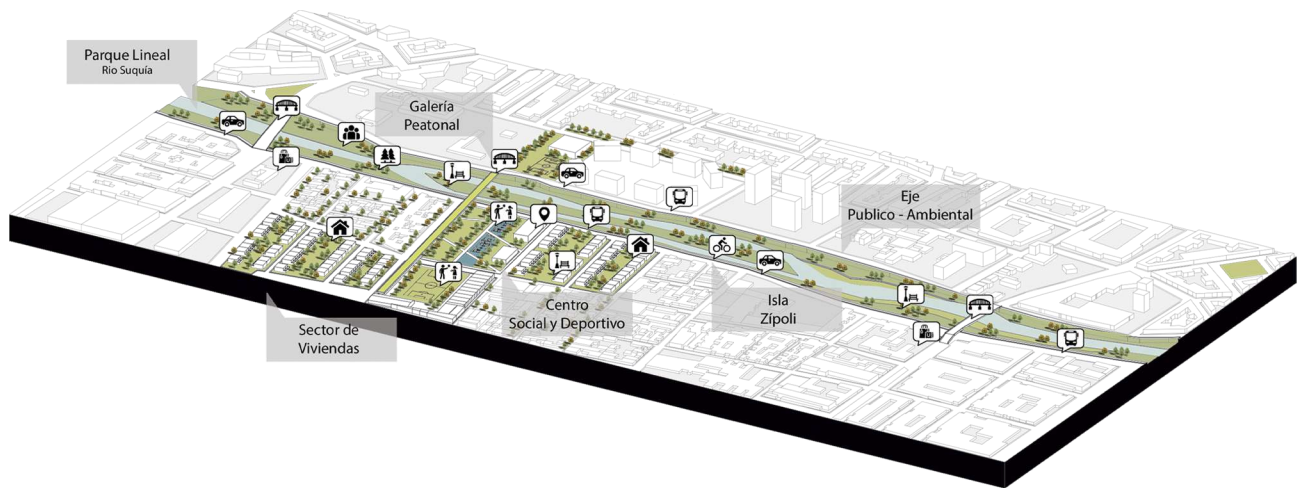 Parque Lineal
Rio Suquía
Galería
Peatonal
Eje
Publico - Ambiental
Centro
Social y Deportivo
Isla
Zípoli
Sector de
Viviendas